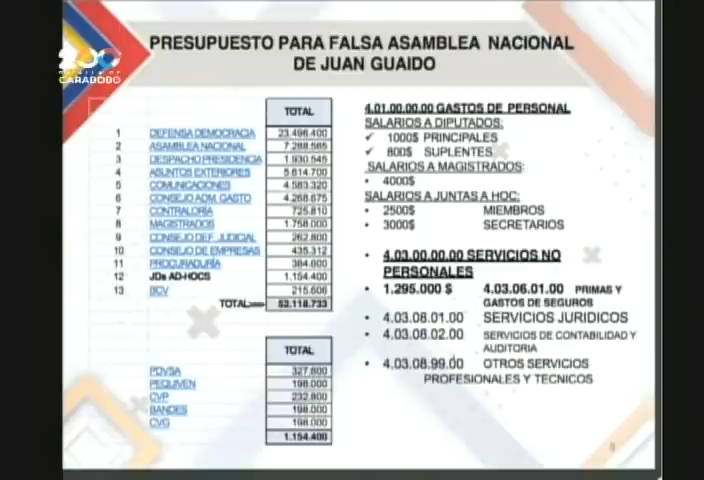 200
CARABOBO
PRESUPUESTO PARA FALSA ASAMBLEA NACIONAL
DE JUAN GUAIDO
TOTAL
1 DEFENSA DEMOCRACIA 23.496.400
2 ASAMBLEA NACIONAL 7.288.565
3 DESPACHO PRESIDENCIA 1.930.545
4 ASUNTOS EXTERIORES 5.614.700
5 COMUNICACIONES 4.583.320
6 CONSEJO ADM. GASTO 4.268.675
7 CONTRALORÍA 725.810
8 MAGISTRADOS 1.758.000
9 CONSEJO DEF. JUDICIAL 262.800
10 CONSEJO DE EMPRESAS 435.312
11 PROCURADURÍA 384.600
12 JDs AD-HOCS 1.154.400
13 BCV 215.606
TOTAL 52.118.733
TOTAL
PDVSA 327.600
PEQUIVEN 198.000
CVP 232.800
BANDES 198.000
CVG 198.000
1.154.400
4.01.00.00.00 GASTOS DE PERSONAL
SALARIOS A DIPUTADOS:
✓ 1000$ PRINCIPALES
✓ 800$ SUPLENTES
SALARIOS A MAGISTRADOS:
• 4000$
SALARIOS A JUNTAS A HOC:
• 2500$ MIEMBROS
• 3000$ SECRETARIOS
• 4.03.00.00.00 SERVICIOS NO
PERSONALES
• 1.295.000 $ 4.03.06.01.00 PRIMAS Y
GASTOS DE SEGUROS
• 4.03.08.01.00 SERVICIOS JURIDICOS
• 4.03.08.02.00 SERVICIOS DE CONTABILIDAD Y
AUDITORIA
• 4.03.08.99.00 OTROS SERVICIOS
PROFESIONALES Y TECNICOS